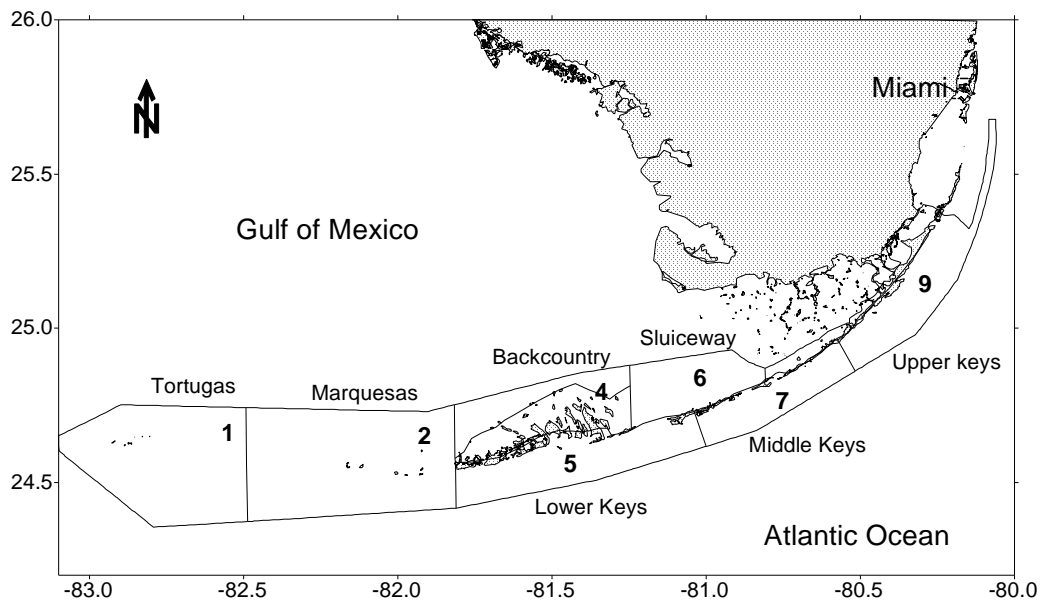 26.0
Miami
N
25.5
Gulf of Mexico
9
25.0
Sluiceway
Backcountry
Upper keys
6
Tortugas
Marquesas
4
7
1
2
Middle Keys
5
24.5
Lower Keys
Atlantic Ocean
-83.0 -82.5 -82.0 -81.5 -81.0 -80.5 -80.0